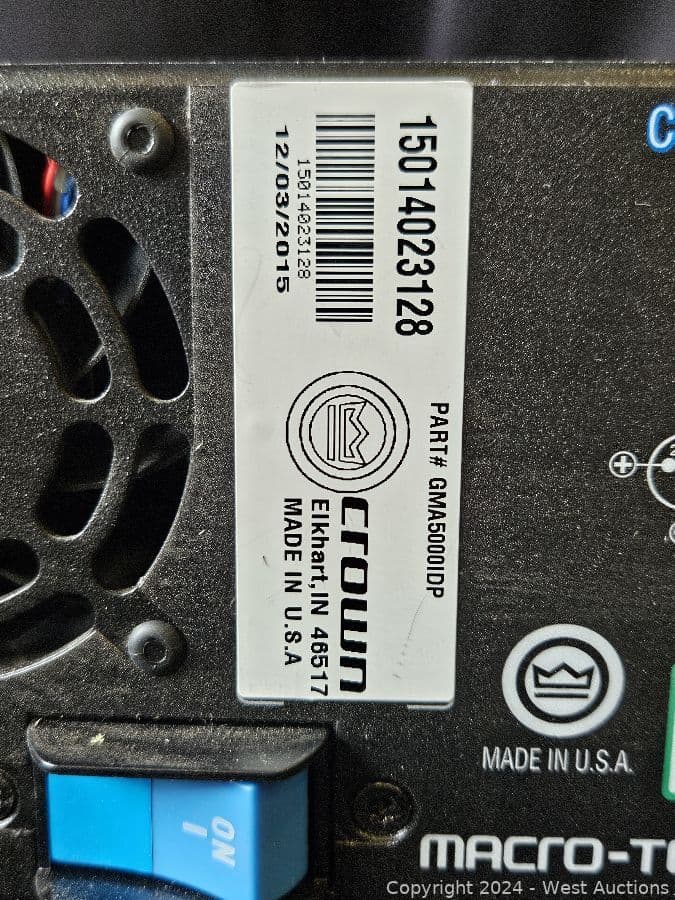 15014023128
15014023128
12/03/2015
PART# GMA5000IDP
crown
Elkhart, IN 46517
MADE IN U.S.A
MADE IN U.S.A.
ON
I
Copyright 2024 - West Auctions